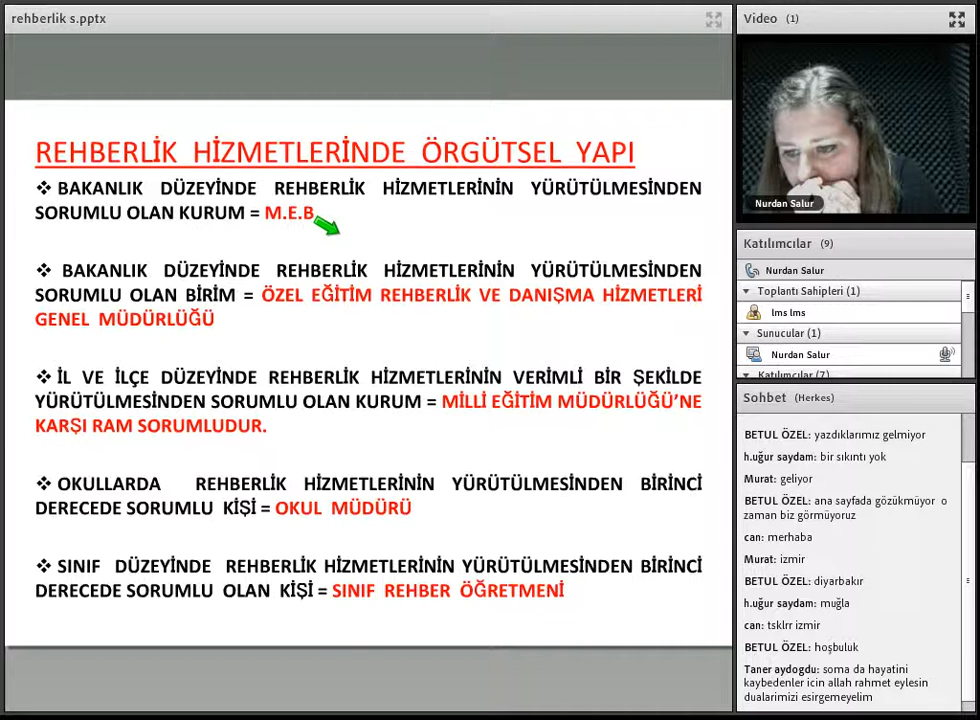 rehberlik s.pptx
REHBERLİK HİZMETLERİNDE ÖRGÜTSEL YAPI
❖ BAKANLIK DÜZEYİNDE REHBERLİK HİZMETLERİNİN YÜRÜTÜLMESİNDEN
SORUMLU OLAN KURUM = M.E.B
❖ BAKANLIK DÜZEYİNDE REHBERLİK HİZMETLERİNİN YÜRÜTÜLMESİNDEN
SORUMLU OLAN BİRİM = ÖZEL EĞİTİM REHBERLİK VE DANIŞMA HİZMETLERİ
GENEL MÜDÜRLÜĞÜ
❖ İL VE İLÇE DÜZEYİNDE REHBERLİK HİZMETLERİNİN VERİMLİ BİR ŞEKİLDE
YÜRÜTÜLMESİNDEN SORUMLU OLAN KURUM = MİLLİ EĞİTİM MÜDÜRLÜĞÜ'NE
KARŞI RAM SORUMLUDUR.
❖ OKULLARDA REHBERLİK HİZMETLERİNİN YÜRÜTÜLMESİNDEN BİRİNCİ
DERECEDE SORUMLU KİŞİ = OKUL MÜDÜRÜ
❖ SINIF DÜZEYİNDE REHBERLİK HİZMETLERİNİN YÜRÜTÜLMESİNDEN BİRİNCİ
DERECEDE SORUMLU OLAN KİŞİ = SINIF REHBER ÖĞRETMENİ
Video (1)
Nurdan Salur
Katılımcılar (9)
Nurdan Salur
Toplantı Sahipleri (1)
lms lms
Sunucular (1)
Nurdan Salur
Katılımcılar (7)
Sohbet (Herkes)
BETUL ÖZEL: yazdıklarımız gelmiyor
h.uğur saydam: bir sıkıntı yok
Murat: geliyor
BETUL ÖZEL: ana sayfada gözükmüyor o
zaman biz görmüyoruz
can: merhaba
Murat: izmir
BETUL ÖZEL: diyarbakır
h.uğur saydam: muğla
can: tsklrr izmir
BETUL ÖZEL: hoşbuluk
Taner aydogdu: soma da hayatini
kaybedenler icin allah rahmet eylesin
dualarimizi esirgemeyelim